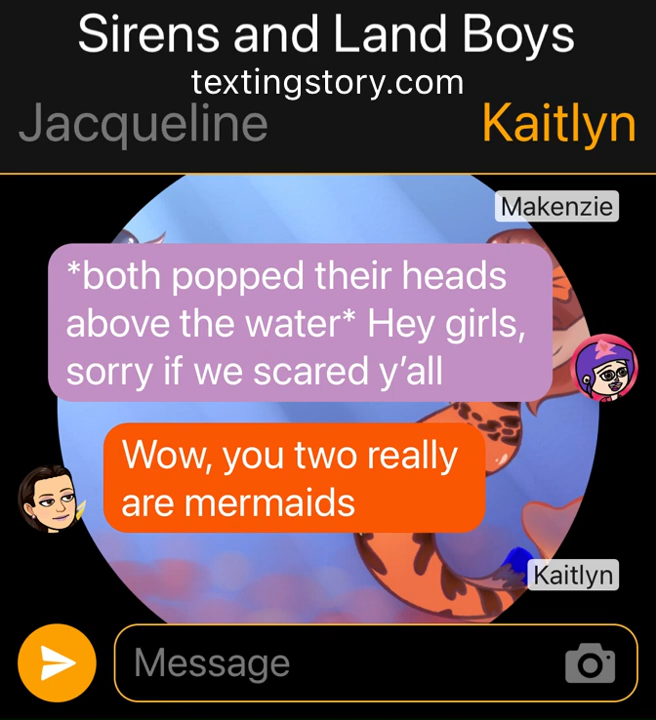 Sirens and Land Boys
textingstory.com
Jacqueline
Kaitlyn
Makenzie
*both popped their heads
above the water* Hey girls,
sorry if we scared y’all
Wow, you two really
are mermaids
Kaitlyn
Message